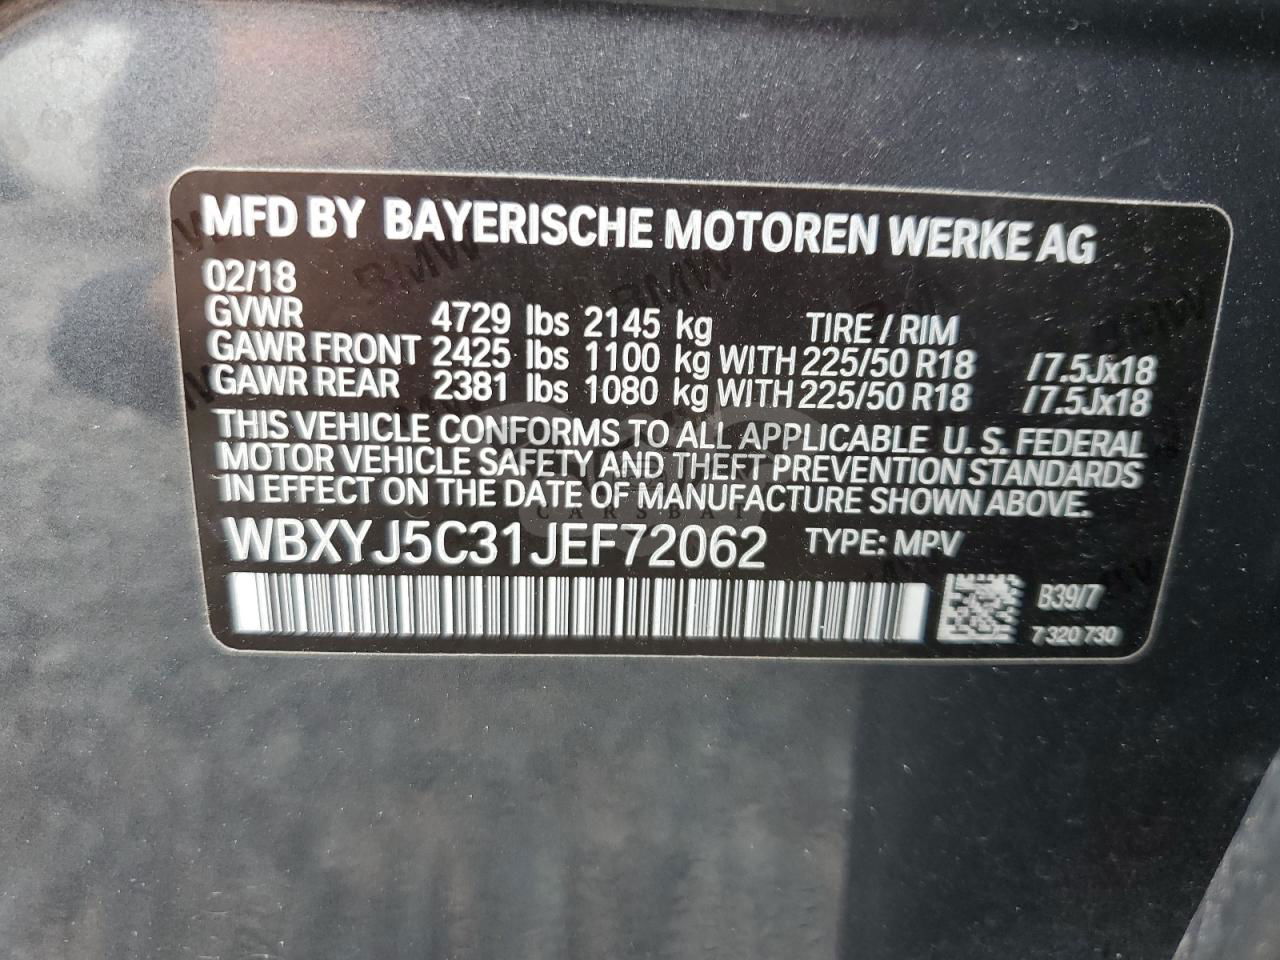 MFD BY BAYERISCHE MOTOREN WERKE AG
02/18
GVWR 4729 lbs 2145 kg TIRE / RIM
GAWR FRONT 2425 lbs 1100 kg WITH 225/50 R18 /7.5Jx18
GAWR REAR 2381 lbs 1080 kg WITH 225/50 R18 /7.5Jx18
THIS VEHICLE CONFORMS TO ALL APPLICABLE U.S. FEDERAL
MOTOR VEHICLE SAFETY AND THEFT PREVENTION STANDARDS
IN EFFECT ON THE DATE OF MANUFACTURE SHOWN ABOVE.
CARSBAT
WBXYJ5C31JEF72062 TYPE: MPV
B39/7
7 320 730